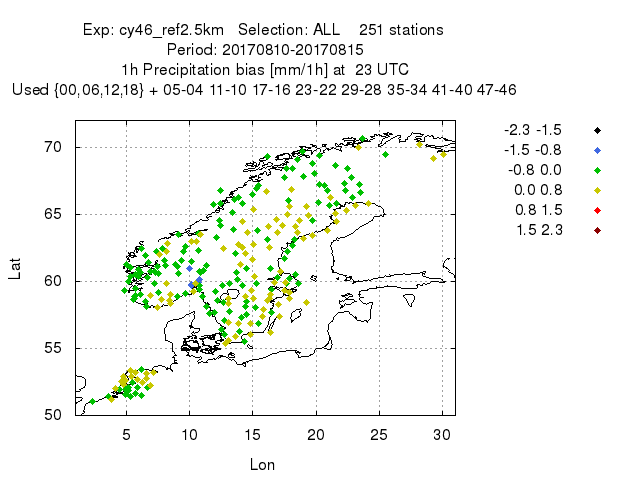 Exp: cy46_ref2.5km   Selection: ALL    251 stations
Period: 20170810-20170815
1h Precipitation bias [mm/1h] at  23 UTC
Used {00,06,12,18} + 05-04 11-10 17-16 23-22 29-28 35-34 41-40 47-46
-2.3 -1.5
-1.5 -0.8
-0.8 0.0
0.0 0.8
0.8 1.5
1.5 2.3
70
65
60
55
50
Lat
5 10 15 20 25 30
Lon